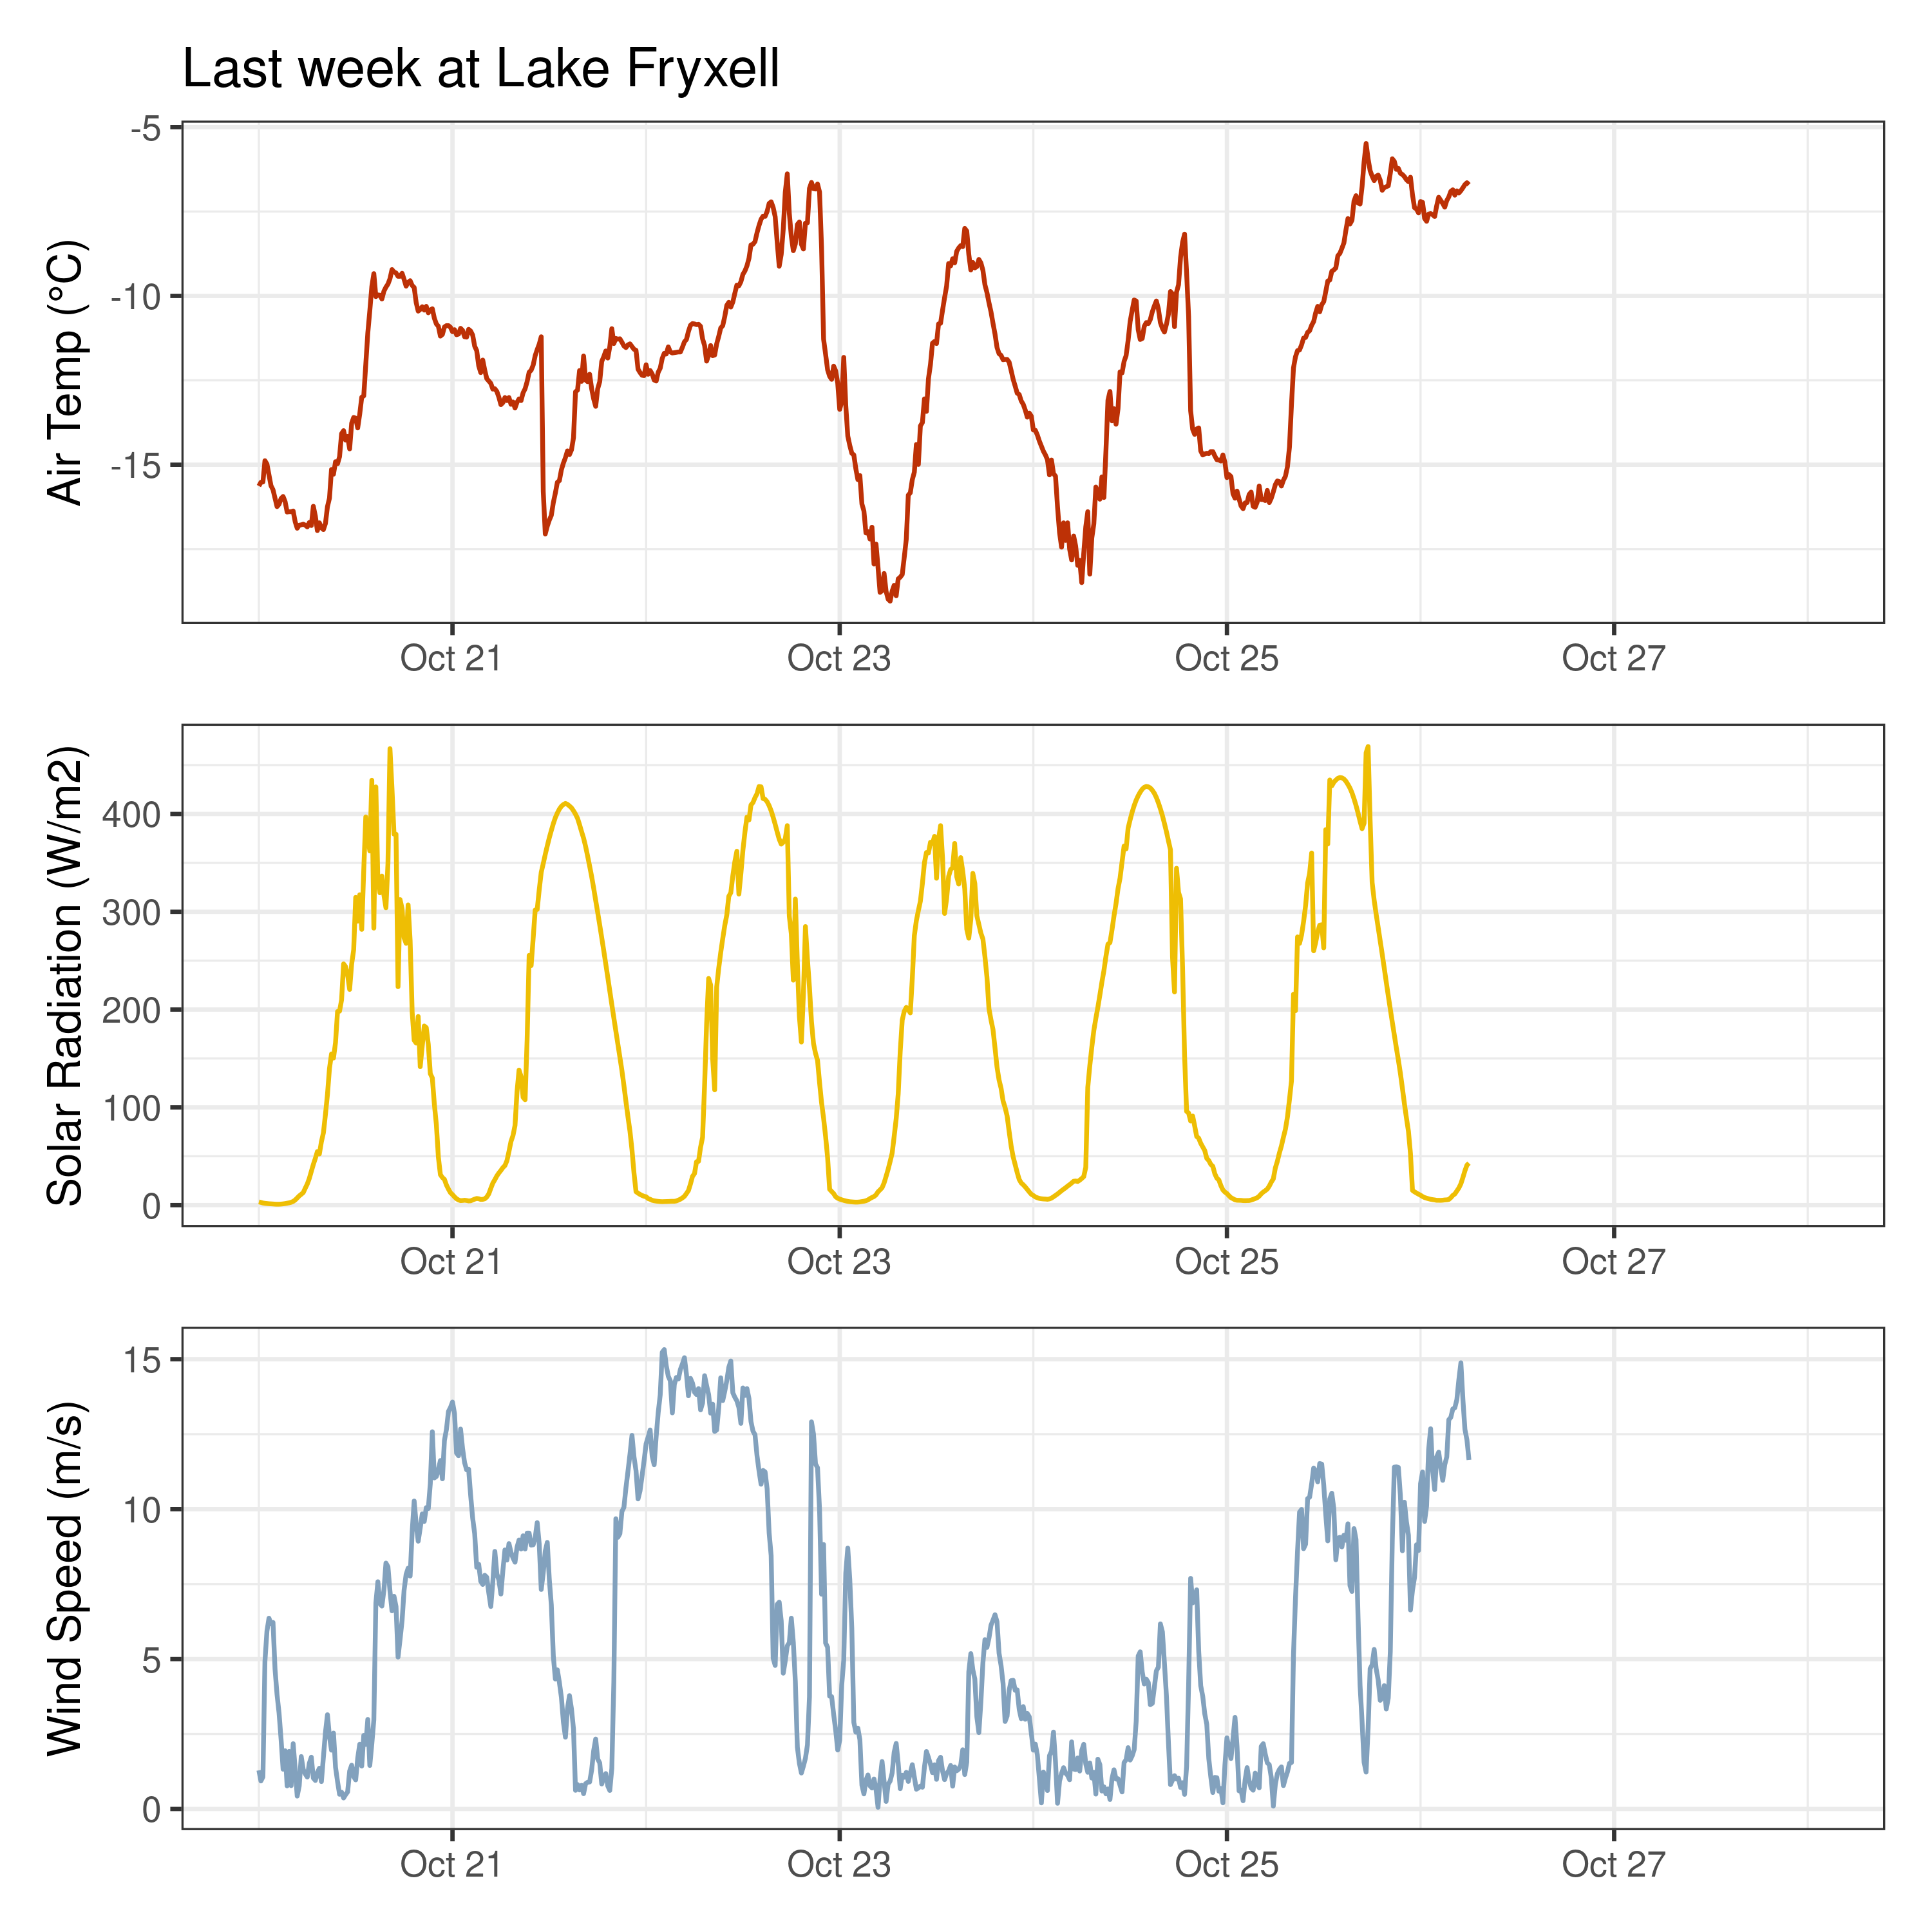 Last week at Lake Fryxell
Air Temp (°C)
-5
-10
-15
Oct 21 Oct 23 Oct 25 Oct 27
Solar Radiation (W/m2)
400
300
200
100
0
Oct 21 Oct 23 Oct 25 Oct 27
Wind Speed (m/s)
15
10
5
0
Oct 21 Oct 23 Oct 25 Oct 27